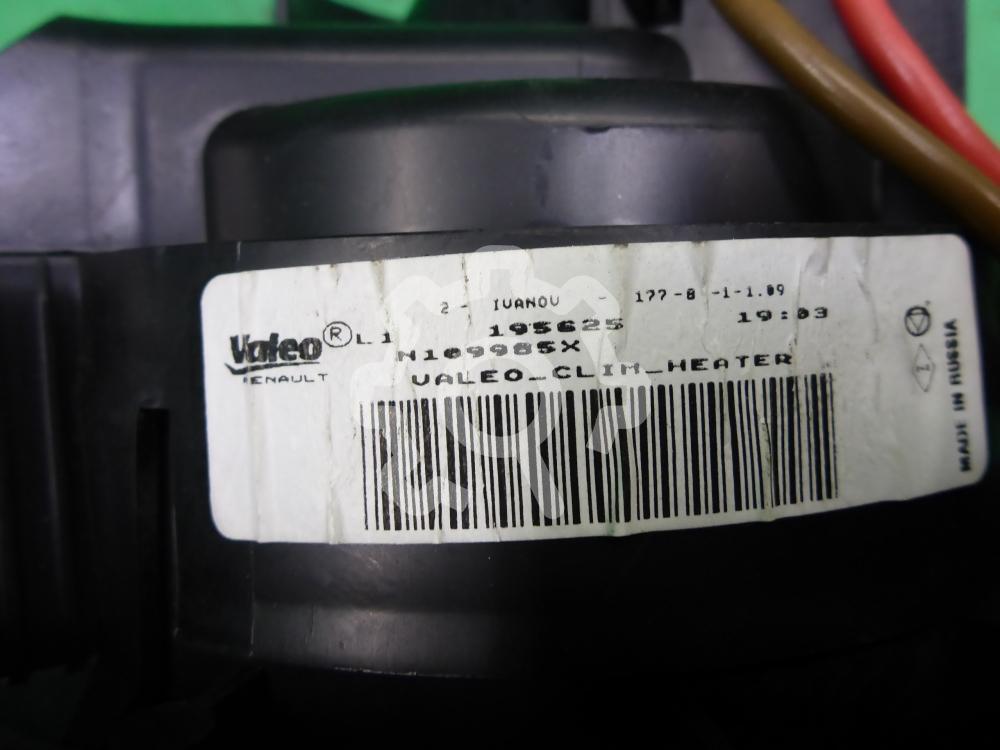 2 - IVANOV - 177-8 -1-1.09
Valeo ® L1 195625 19:03
RENAULT N109985X
VALEO_CLIM_HEATER
MADE IN RUSSIA